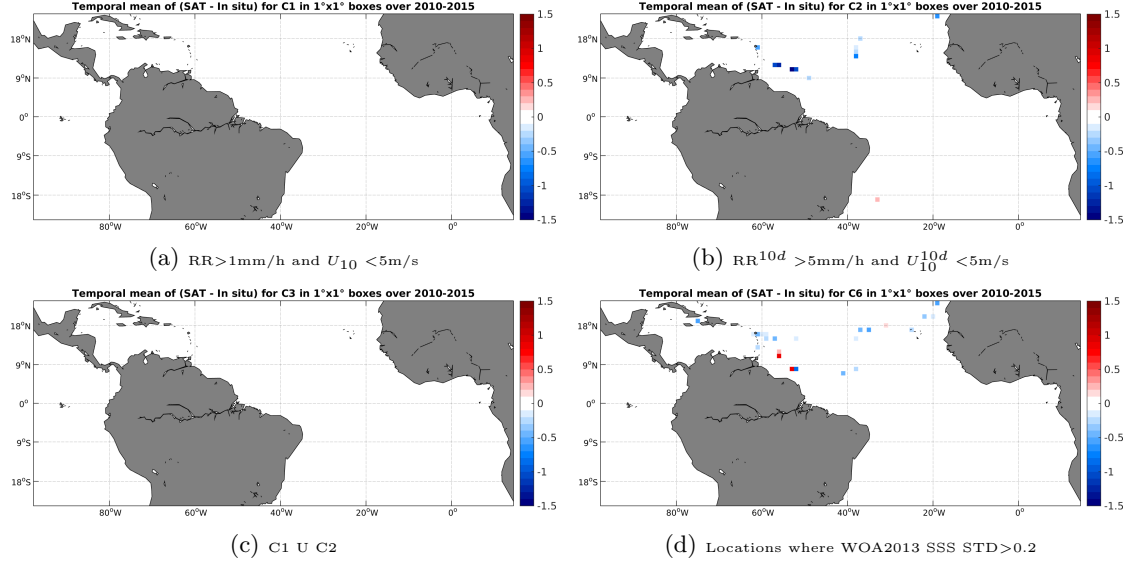 Temporal mean of (SAT - In situ) for C1 in 1°x1° boxes over 2010-2015
18°N
9°N
0°
9°S
18°S
80°W
60°W
40°W
20°W
0°
1.5
1
0.5
0
-0.5
-1
-1.5
(a) RR>1mm/h and U10 <5m/s
Temporal mean of (SAT - In situ) for C2 in 1°x1° boxes over 2010-2015
18°N
9°N
0°
9°S
18°S
80°W
60°W
40°W
20°W
0°
1.5
1
0.5
0
-0.5
-1
-1.5
(b) RR10d >5mm/h and U10d10 <5m/s
Temporal mean of (SAT - In situ) for C3 in 1°x1° boxes over 2010-2015
18°N
9°N
0°
9°S
18°S
80°W
60°W
40°W
20°W
0°
1.5
1
0.5
0
-0.5
-1
-1.5
(c) C1 U C2
Temporal mean of (SAT - In situ) for C6 in 1°x1° boxes over 2010-2015
18°N
9°N
0°
9°S
18°S
80°W
60°W
40°W
20°W
0°
1.5
1
0.5
0
-0.5
-1
-1.5
(d) Locations where WOA2013 SSS STD>0.2